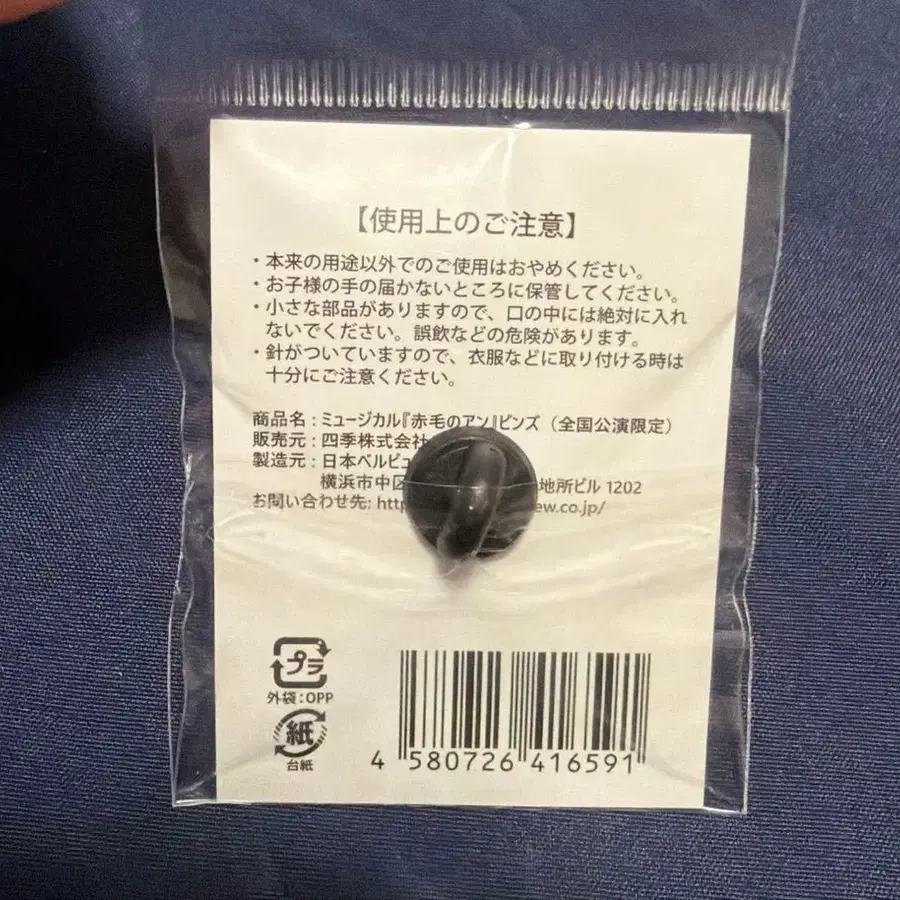 【使用上のご注意】
・本来の用途以外でのご使用はおやめください。
・お子様の手の届かないところに保管してください。
・小さな部品がありますので、口の中には絶対に入れ
ないでください。誤飲などの危険があります。
・針がついていますので、衣服などに取り付ける時は
十分にご注意ください。
商品名：ミュージカル『赤毛のアン』ピンズ（全国公演限定）
販売元：四季株式会社
製造元：日本ベルビュ
横浜市中区 地所ビル 1202
お問い合わせ先: http ew.co.jp/
プラ
外袋：OPP
紙
台紙
4 580726 416591